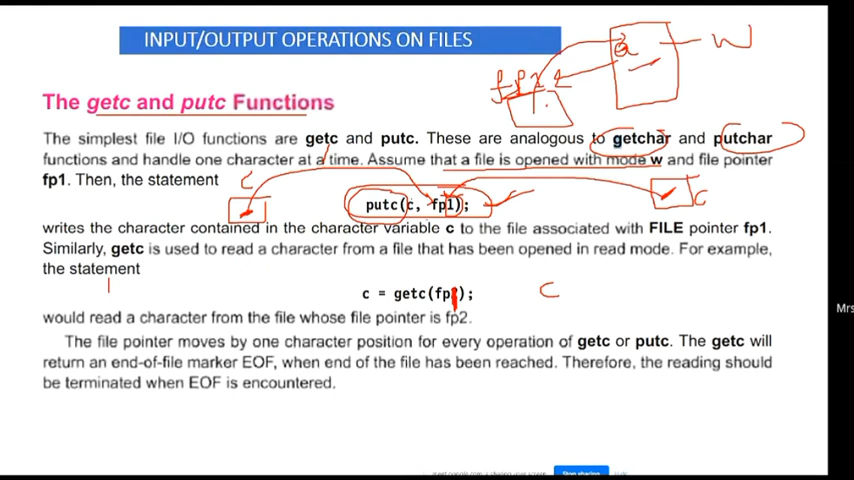 INPUT/OUTPUT OPERATIONS ON FILES
W
The getc and putc Functions
The simplest file I/O functions are getc and putc. These are analogous to getchar and putchar
functions and handle one character at a time. Assume that a file is opened with mode w and file pointer
fp1. Then, the statement
c
putc(c, fp1);
c
writes the character contained in the character variable c to the file associated with FILE pointer fp1.
Similarly, getc is used to read a character from a file that has been opened in read mode. For example,
the statement
c = getc(fp
);
c
would read a character from the file whose file pointer is fp2.
The file pointer moves by one character position for every operation of getc or putc. The getc will
return an end-of-file marker EOF, when end of the file has been reached. Therefore, the reading should
be terminated when EOF is encountered.
Mrs
Stop sharing